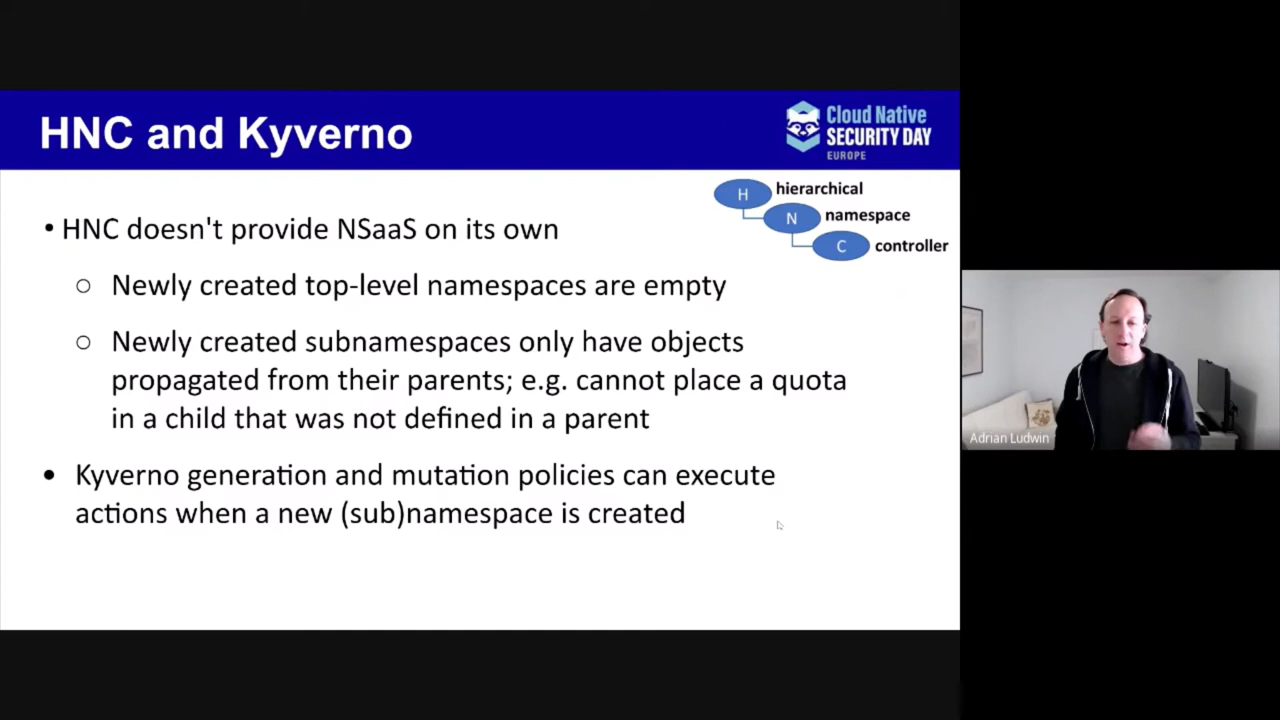 HNC and Kyverno
Cloud Native
SECURITY DAY
EUROPE
H hierarchical
N namespace
C controller
• HNC doesn't provide NSaaS on its own
○ Newly created top-level namespaces are empty
○ Newly created subnamespaces only have objects
propagated from their parents; e.g. cannot place a quota
in a child that was not defined in a parent
• Kyverno generation and mutation policies can execute
actions when a new (sub)namespace is created
Adrian Ludwin